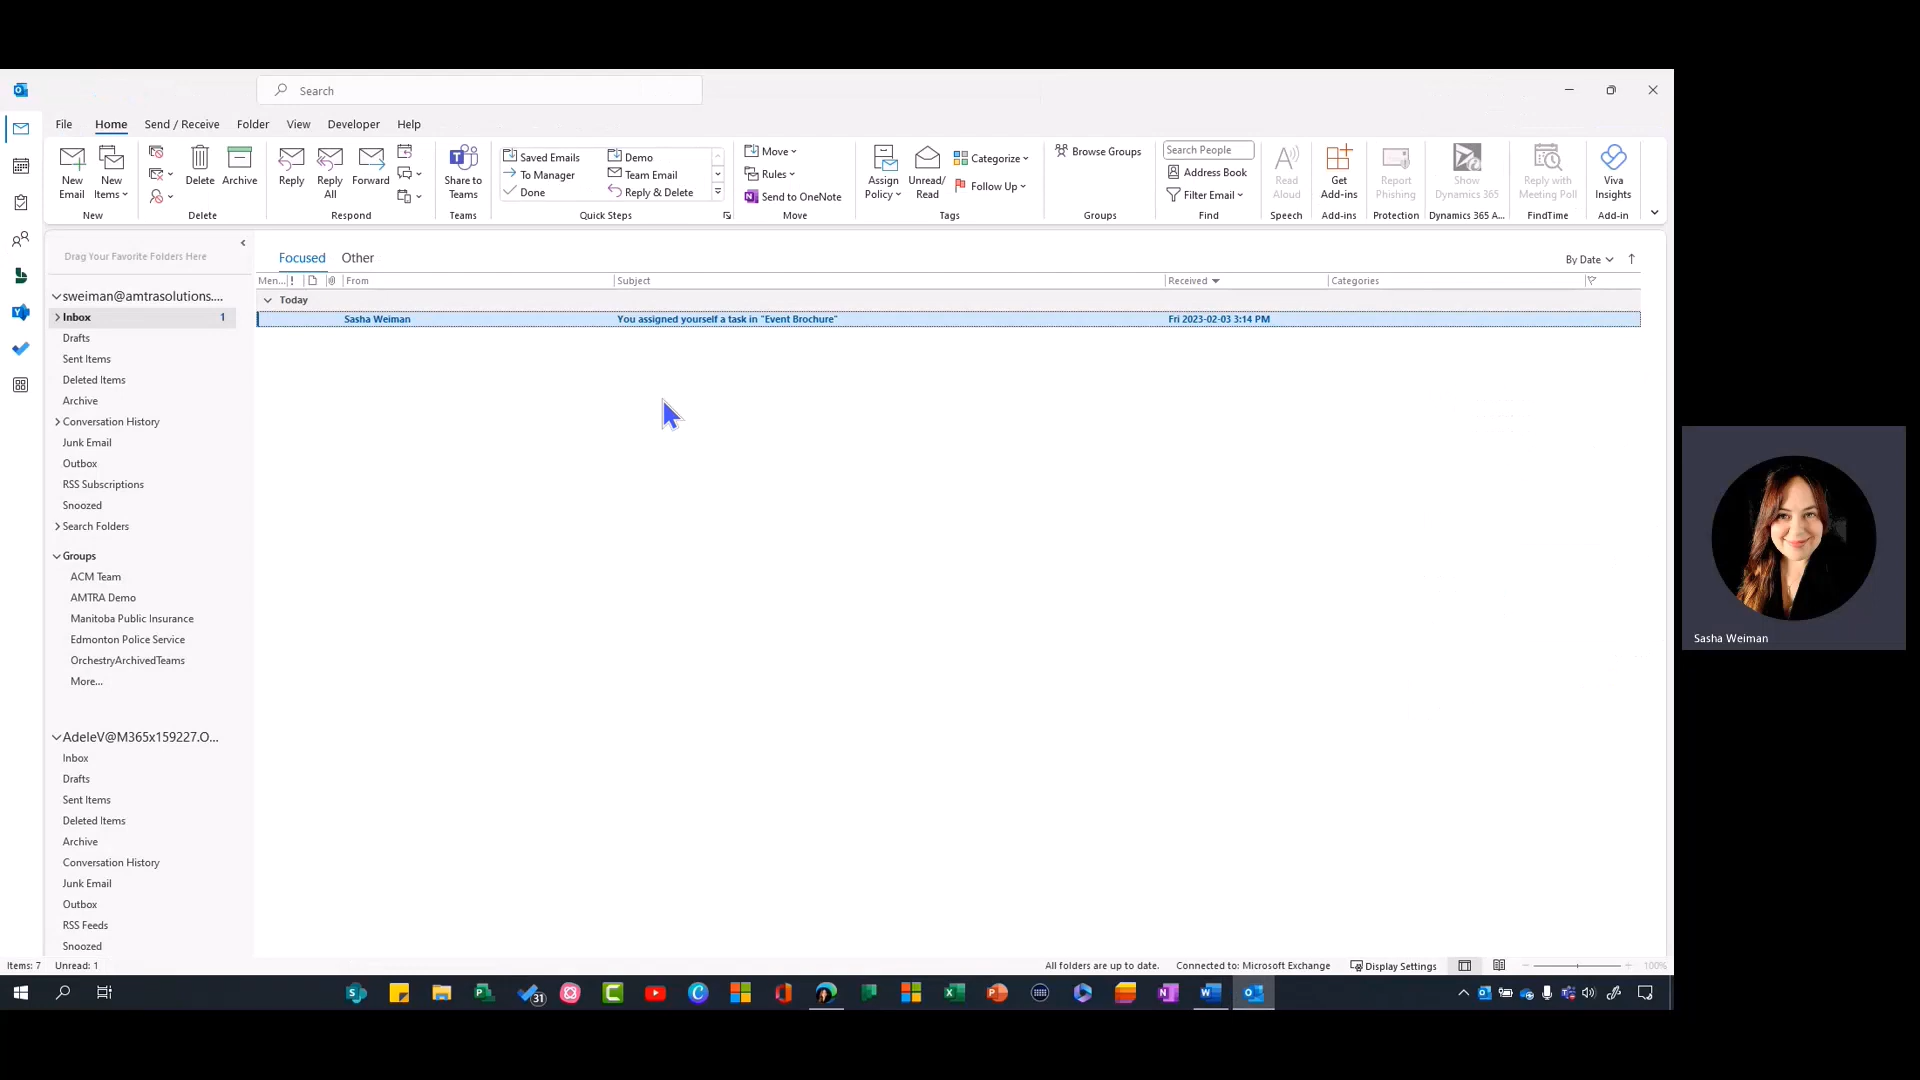 Search
File Home Send / Receive Folder View Developer Help
New Email
New Items
New
Delete
Archive
Delete
Reply
Reply All
Forward
Respond
Share to Teams
Teams
Saved Emails
To Manager
Done
Demo
Team Email
Reply & Delete
Quick Steps
Move
Rules
Send to OneNote
Move
Assign Policy
Unread/ Read
Categorize
Follow Up
Tags
Browse Groups
Groups
Search People
Address Book
Filter Email
Find
Read Aloud
Speech
Get Add-ins
Add-ins
Report Phishing
Protection
Show Dynamics 365
Dynamics 365 A...
Reply with Meeting Poll
FindTime
Viva Insights
Add-in
Drag Your Favorite Folders Here
sweiman@amtrasolutions....
Inbox 1
Drafts
Sent Items
Deleted Items
Archive
Conversation History
Junk Email
Outbox
RSS Subscriptions
Snoozed
Search Folders
Groups
ACM Team
AMTRA Demo
Manitoba Public Insurance
Edmonton Police Service
OrchestryArchivedTeams
More...
AdeleV@M365x159227.O...
Inbox
Drafts
Sent Items
Deleted Items
Archive
Conversation History
Junk Email
Outbox
RSS Feeds
Snoozed
Focused Other
By Date
Men... ! From Subject Received Categories
Today
Sasha Weiman You assigned yourself a task in "Event Brochure" Fri 2023-02-03 3:14 PM
Sasha Weiman
Items: 7 Unread: 1
All folders are up to date. Connected to: Microsoft Exchange Display Settings 100%
31